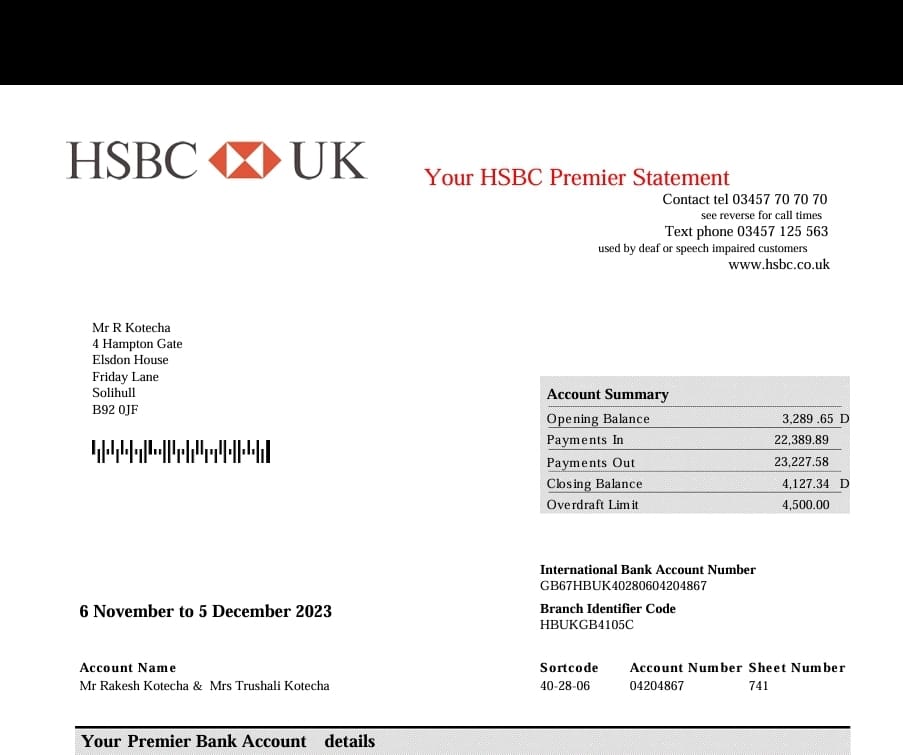 HSBC UK
Your HSBC Premier Statement
Contact tel 03457 70 70 70
see reverse for call times
Text phone 03457 125 563
used by deaf or speech impaired customers
www.hsbc.co.uk
Mr R Kotecha
4 Hampton Gate
Elsdon House
Friday Lane
Solihull
B92 0JF
Account Summary
Opening Balance 3,289 .65 D
Payments In 22,389.89
Payments Out 23,227.58
Closing Balance 4,127.34 D
Overdraft Limit 4,500.00
International Bank Account Number
GB67HBUK40280604204867
6 November to 5 December 2023
Branch Identifier Code
HBUKGB4105C
Account Name Sortcode Account Number Sheet Number
Mr Rakesh Kotecha & Mrs Trushali Kotecha 40-28-06 04204867 741
Your Premier Bank Account details